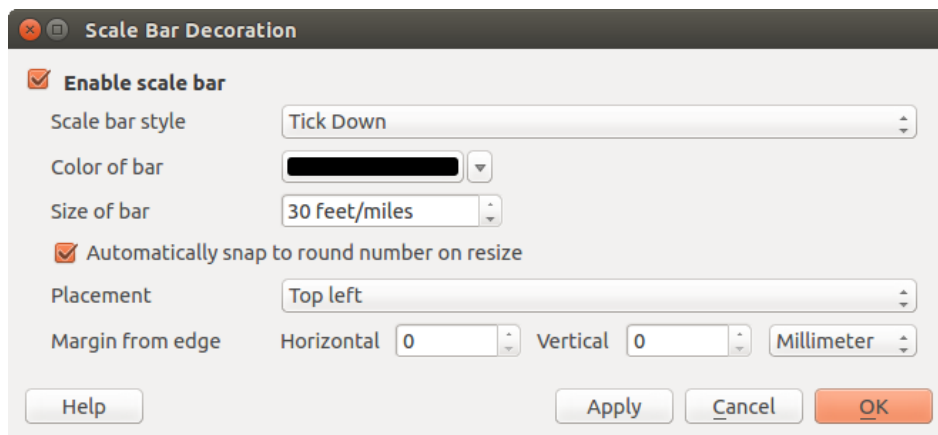 Scale Bar Decoration
Enable scale bar
Scale bar style Tick Down
Color of bar
Size of bar 30 feet/miles
Automatically snap to round number on resize
Placement Top left
Margin from edge Horizontal 0 Vertical 0 Millimeter
Help Apply Cancel OK